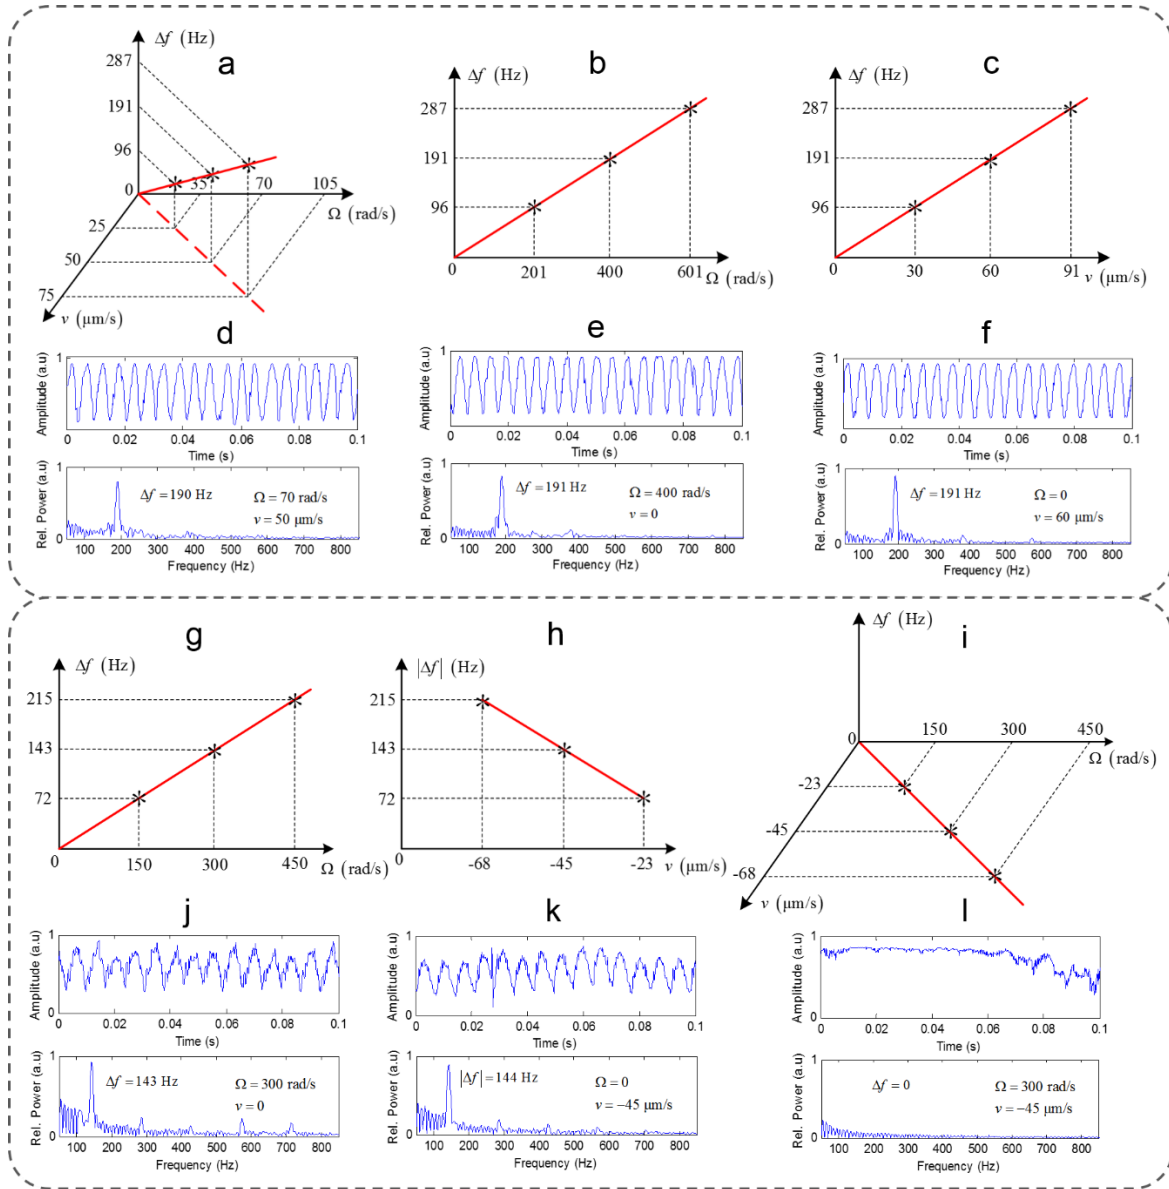 a
Δf (Hz)
287
191
96
0
35
70
105
Ω (rad/s)
25
50
75
v (μm/s)
b
Δf (Hz)
287
191
96
0
201
400
601
Ω (rad/s)
c
Δf (Hz)
287
191
96
0
30
60
91
v (μm/s)
d
Amplitude (a.u)
1
0
0 0.02 0.04 0.06 0.08 0.1
Time (s)
Rel. Power (a.u)
1
0
Δf = 190 Hz
Ω = 70 rad/s
v = 50 μm/s
100 200 300 400 500 600 700 800
Frequency (Hz)
e
Amplitude (a.u)
1
0
0 0.02 0.04 0.06 0.08 0.1
Time (s)
Rel. Power (a.u)
1
0
Δf = 191 Hz
Ω = 400 rad/s
v = 0
100 200 300 400 500 600 700 800
Frequency (Hz)
f
Amplitude (a.u)
1
0
0 0.02 0.04 0.06 0.08 0.1
Time (s)
Rel. Power (a.u)
1
0
Δf = 191 Hz
Ω = 0
v = 60 μm/s
100 200 300 400 500 600 700 800
Frequency (Hz)
g
Δf (Hz)
215
143
72
0
150
300
450
Ω (rad/s)
h
|Δf| (Hz)
215
143
72
0
-68
-45
-23
v (μm/s)
i
Δf (Hz)
0
150
300
450
Ω (rad/s)
-23
-45
-68
v (μm/s)
j
Amplitude (a.u)
1
0
0 0.02 0.04 0.06 0.08 0.1
Time (s)
Rel. Power (a.u)
1
0
Δf = 143 Hz
Ω = 300 rad/s
v = 0
100 200 300 400 500 600 700 800
Frequency (Hz)
k
Amplitude (a.u)
1
0
0 0.02 0.04 0.06 0.08 0.1
Time (s)
Rel. Power (a.u)
1
0
|Δf| = 144 Hz
Ω = 0
v = −45 μm/s
100 200 300 400 500 600 700 800
Frequency (Hz)
l
Amplitude (a.u)
1
0
0 0.02 0.04 0.06 0.08 0.1
Time (s)
Rel. Power (a.u)
1
0
Δf = 0
Ω = 300 rad/s
v = −45 μm/s
100 200 300 400 500 600 700 800
Frequency (Hz)